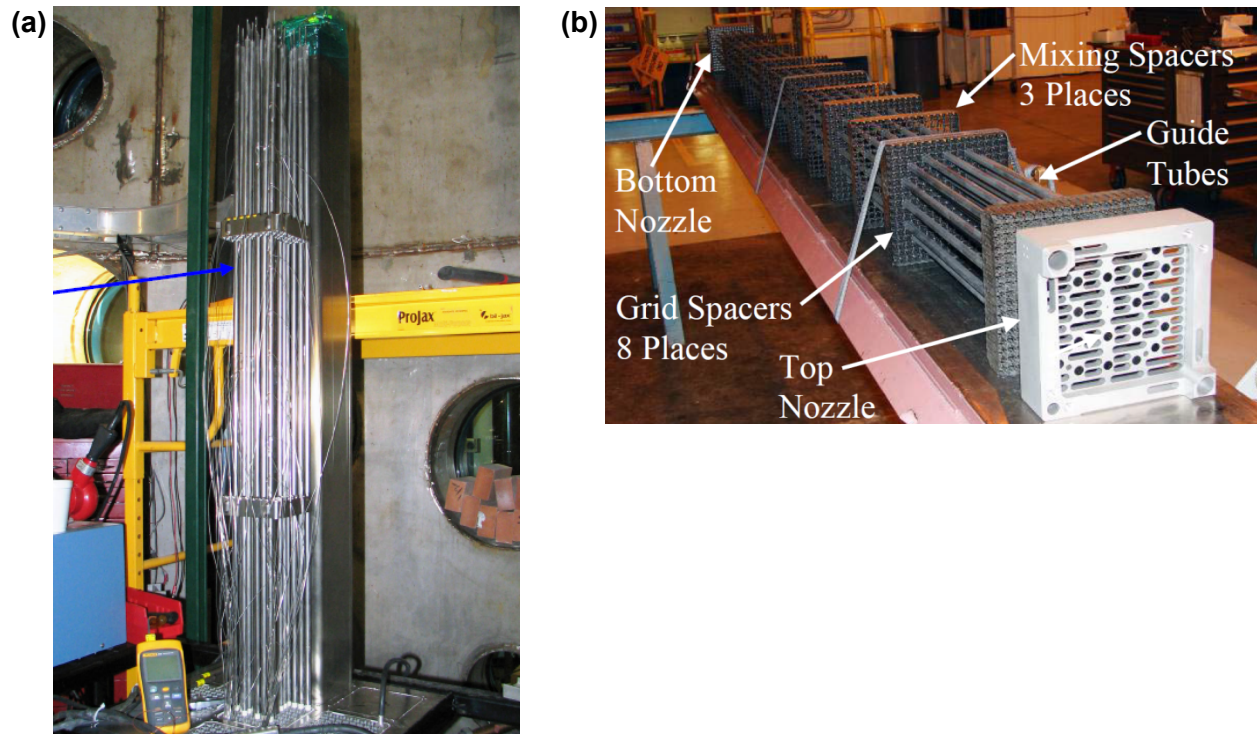 (a)
ProJax
(b)
Mixing Spacers
3 Places
Guide
Tubes
Bottom
Nozzle
Grid Spacers
8 Places
Top
Nozzle